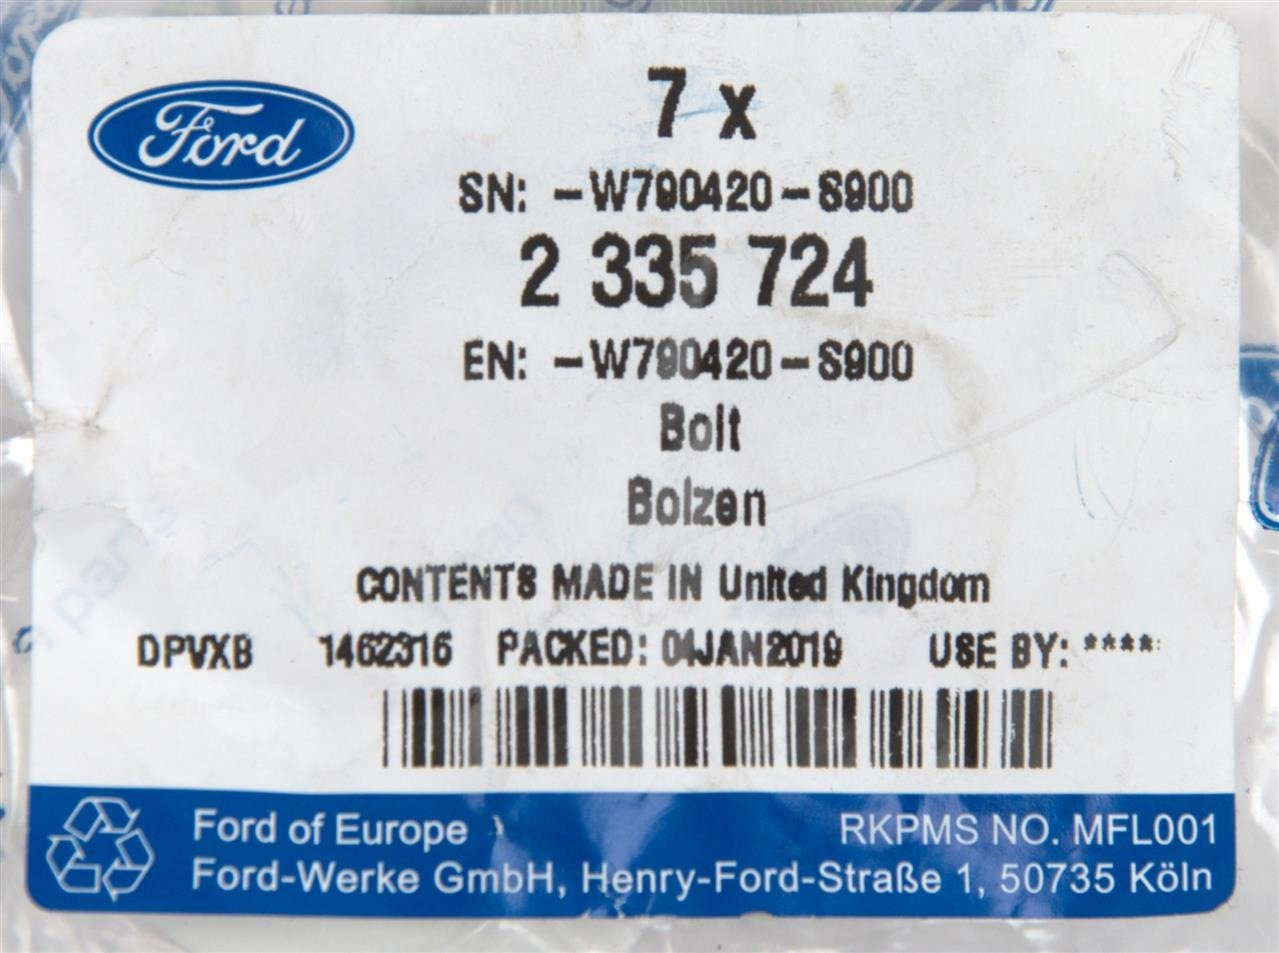 Ford
7 x
SN: -W790420-S900
2 335 724
EN: -W790420-S900
Bolt
Bolzen
CONTENTS MADE IN United Kingdom
DPVXB 1462316 PACKED: 04JAN2019 USE BY: ****
Ford of Europe
RKPMS NO. MFL001
Ford-Werke GmbH, Henry-Ford-Straße 1, 50735 Köln